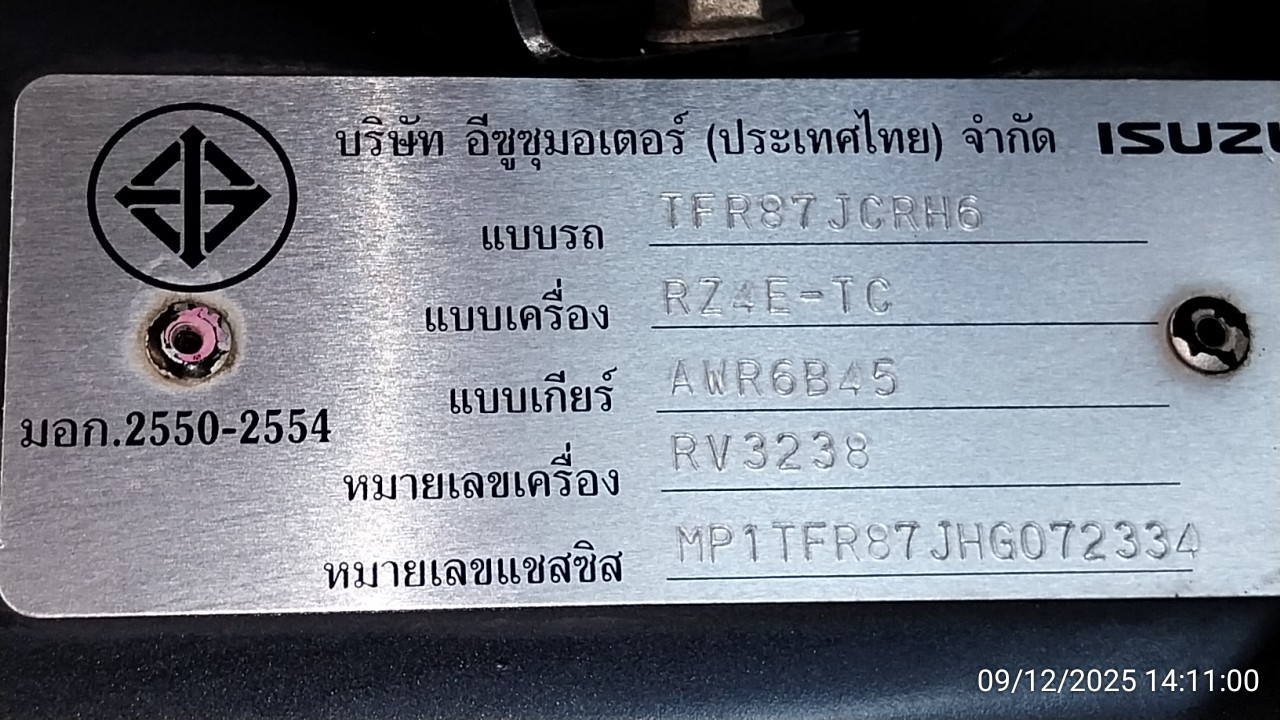 บริษัท อีซูซุมอเตอร์ (ประเทศไทย) จำกัด ISUZU
แบบรถ TFR87JCRH6
แบบเครื่อง RZ4E-TC
แบบเกียร์ AWR6B45
มอก.2550-2554
หมายเลขเครื่อง RV3238
หมายเลขแชสซิส MP1TFR87JHG072334
09/12/2025 14:11:00